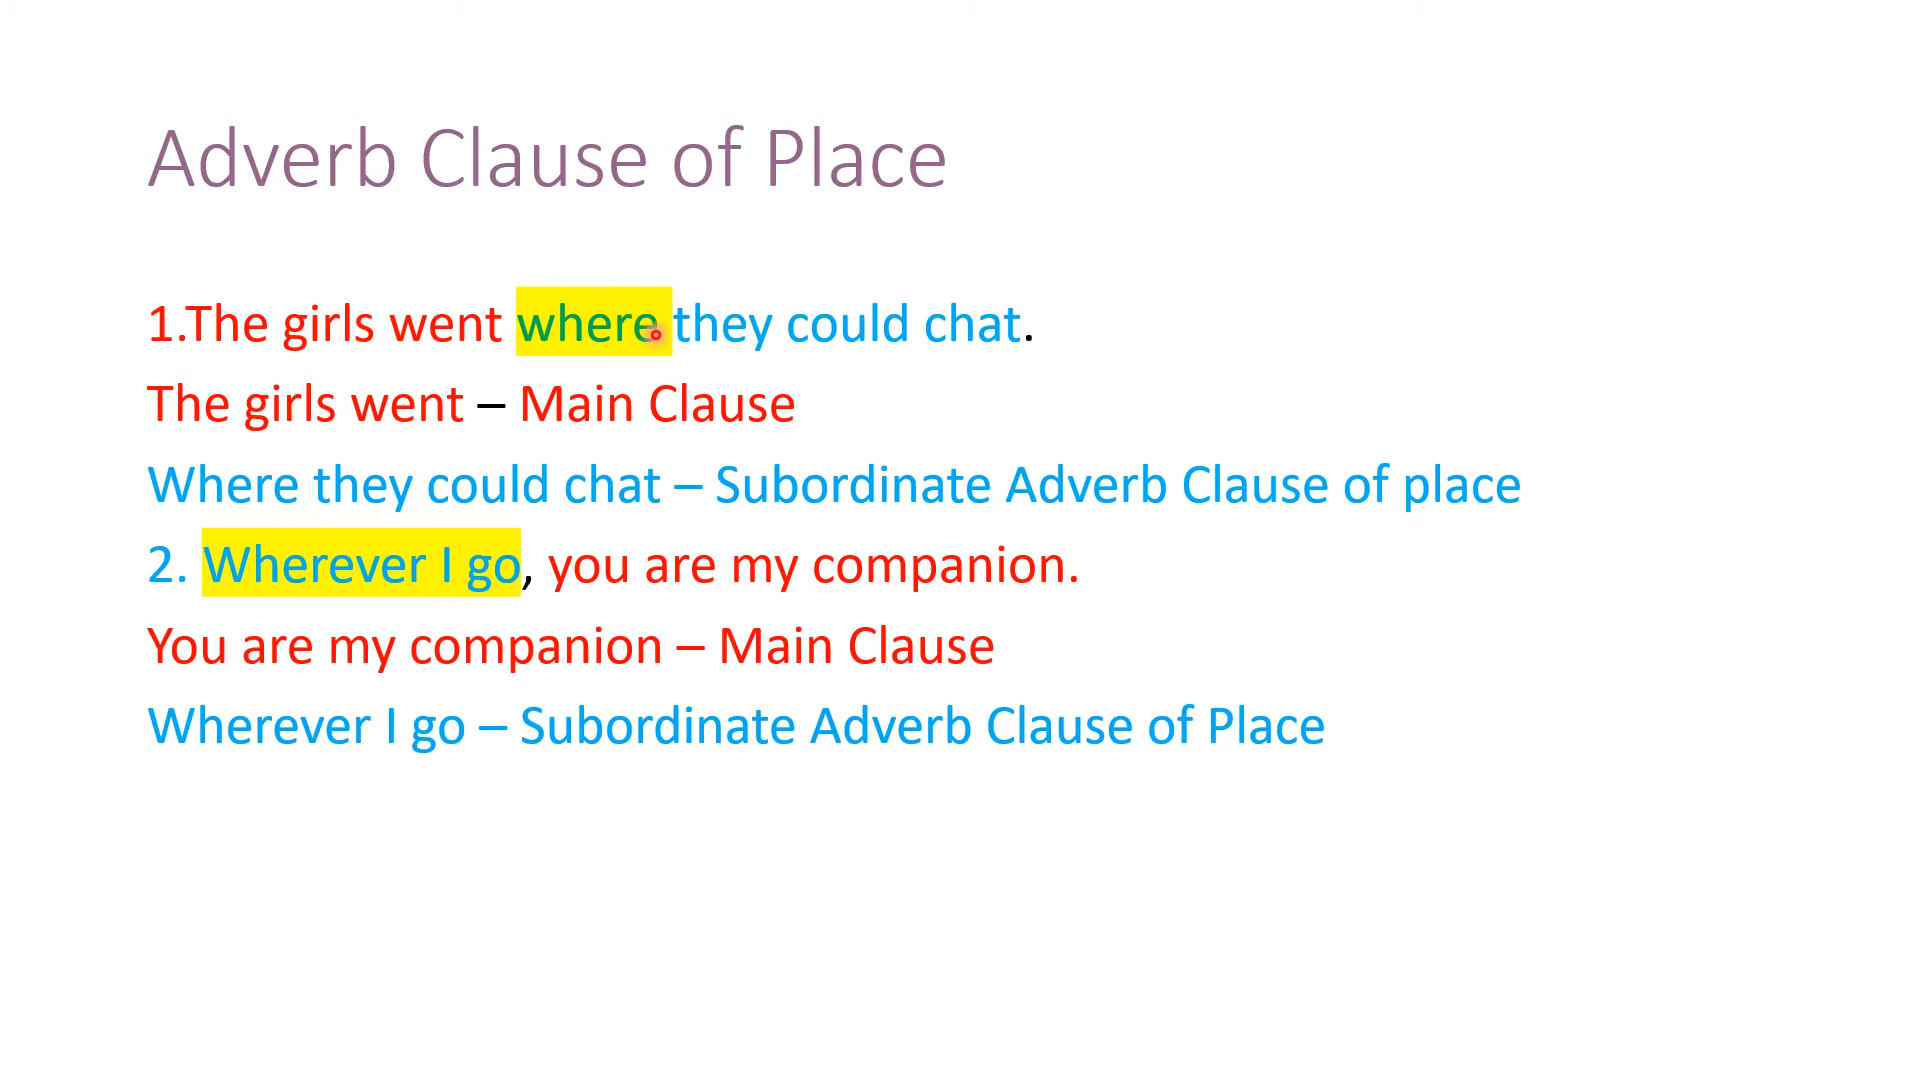 Adverb Clause of Place
1.The girls went where they could chat.
The girls went – Main Clause
Where they could chat – Subordinate Adverb Clause of place
2. Wherever I go, you are my companion.
You are my companion – Main Clause
Wherever I go – Subordinate Adverb Clause of Place